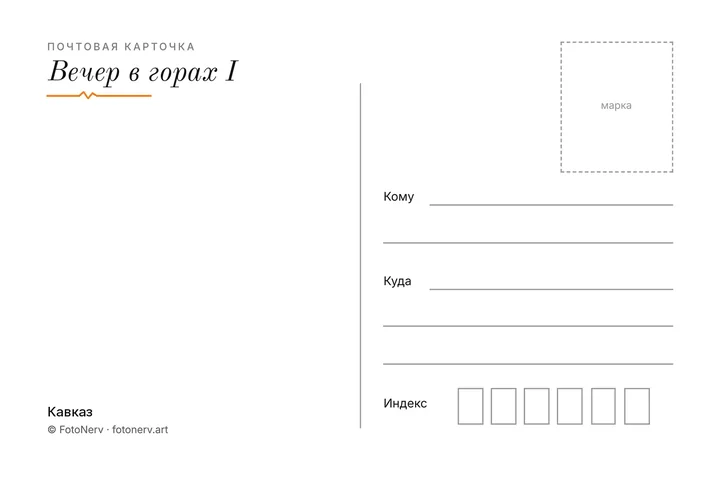 ПОЧТОВАЯ КАРТОЧКА
Вечер в горах I
марка
Кому
Куда
Индекс
Кавказ
© FotoNerv · fotonerv.art